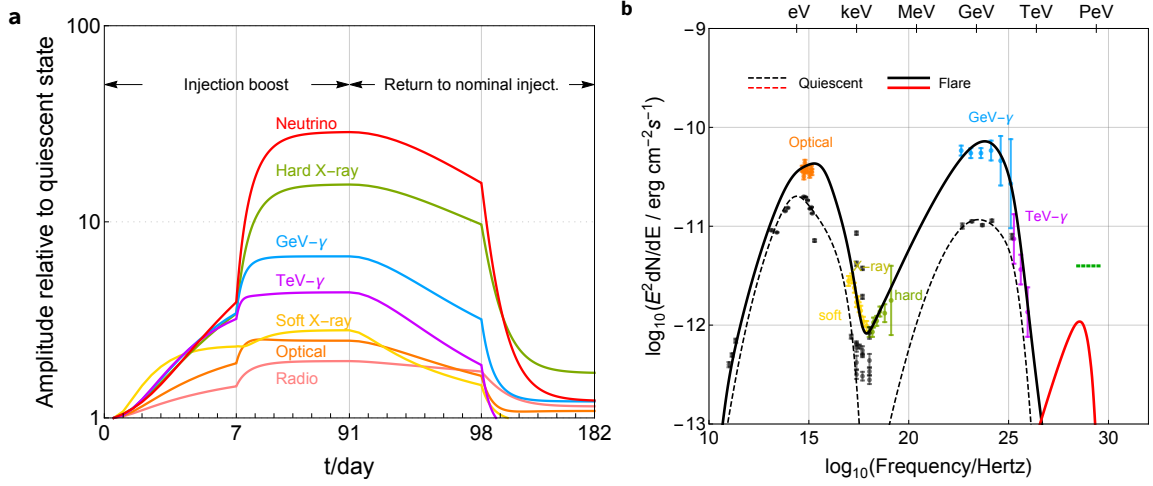 a
Amplitude relative to quiescent state
100
10
1
Injection boost
Return to nominal inject.
Neutrino
Hard X-ray
GeV-γ
TeV-γ
Soft X-ray
Optical
Radio
0 7 91 98 182
t/day
b
eV keV MeV GeV TeV PeV
log₁₀(E²dN/dE / erg cm⁻²s⁻¹)
-9
-10
-11
-12
-13
Quiescent Flare
Optical
GeV-γ
TeV-γ
X-ray
soft
hard
10 15 20 25 30
log₁₀(Frequency/Hertz)